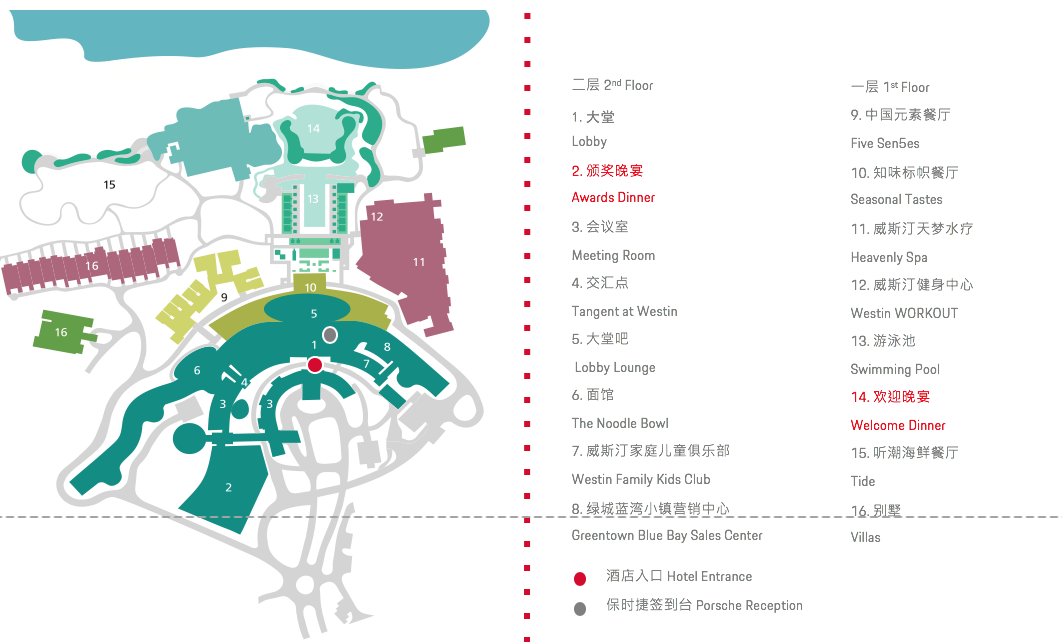 14
15
13
12
11
16
10
9
5
16
1
8
7
6
4
3
3
2
二层 2nd Floor
1. 大堂
Lobby
2. 颁奖晚宴
Awards Dinner
3. 会议室
Meeting Room
4. 交汇点
Tangent at Westin
5. 大堂吧
Lobby Lounge
6. 面馆
The Noodle Bowl
7. 威斯汀家庭儿童俱乐部
Westin Family Kids Club
8. 绿城蓝湾小镇营销中心
Greentown Blue Bay Sales Center
一层 1st Floor
9. 中国元素餐厅
Five Sen5es
10. 知味标帜餐厅
Seasonal Tastes
11. 威斯汀天梦水疗
Heavenly Spa
12. 威斯汀健身中心
Westin WORKOUT
13. 游泳池
Swimming Pool
14. 欢迎晚宴
Welcome Dinner
15. 听潮海鲜餐厅
Tide
16. 别墅
Villas
酒店入口 Hotel Entrance
保时捷签到台 Porsche Reception